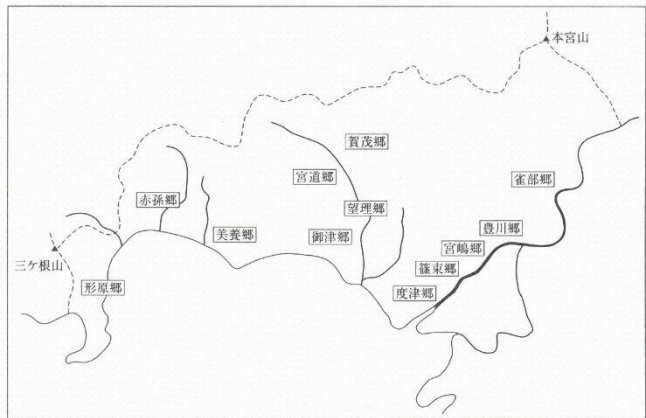 本宮山
賀茂郷
雀部郷
宮道郷
赤孫郷
望理郷
豊川郷
美養郷
御津郷
宮嶋郷
三ケ根山
篠束郷
形原郷
度津郷